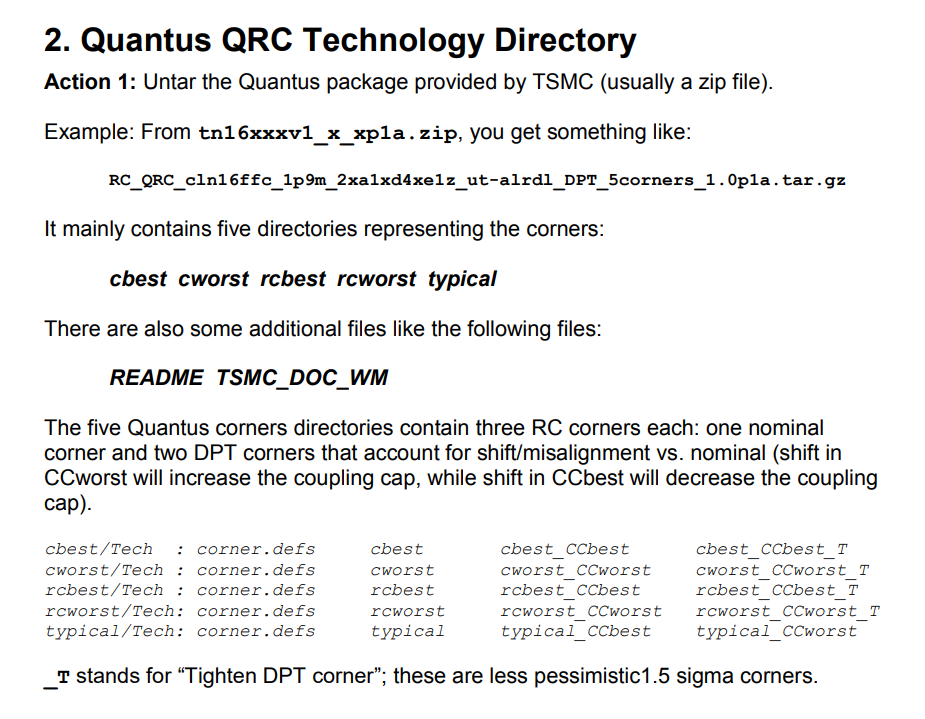 2. Quantus QRC Technology Directory
Action 1: Untar the Quantus package provided by TSMC (usually a zip file).
Example: From tn16xxxv1_x_xp1a.zip, you get something like:
RC_QRC_cln16ffc_1p9m_2xa1xd4xe1z_ut-alrdl_DPT_5corners_1.0p1a.tar.gz
It mainly contains five directories representing the corners:
cbest cworst rcbest rcworst typical
There are also some additional files like the following files:
README TSMC_DOC_WM
The five Quantus corners directories contain three RC corners each: one nominal
corner and two DPT corners that account for shift/misalignment vs. nominal (shift in
CCworst will increase the coupling cap, while shift in CCbest will decrease the coupling
cap).
cbest/Tech : corner.defs cbest cbest_CCbest cbest_CCbest_T
cworst/Tech : corner.defs cworst cworst_CCworst cworst_CCworst_T
rcbest/Tech : corner.defs rcbest rcbest_CCbest rcbest_CCbest_T
rcworst/Tech: corner.defs rcworst rcworst_CCworst rcworst_CCworst_T
typical/Tech: corner.defs typical typical_CCbest typical_CCworst
_T stands for “Tighten DPT corner”; these are less pessimistic1.5 sigma corners.